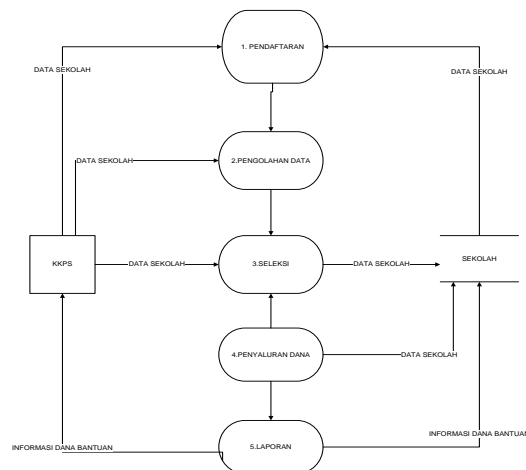 1. PENDAFTARAN
DATA SEKOLAH
DATA SEKOLAH
2.PENGOLAHAN DATA
DATA SEKOLAH
KKPS
DATA SEKOLAH
3.SELEKSI
DATA SEKOLAH
SEKOLAH
4.PENYALURAN DANA
DATA SEKOLAH
INFORMASI DANA BANTUAN
5.LAPORAN
INFORMASI DANA BANTUAN